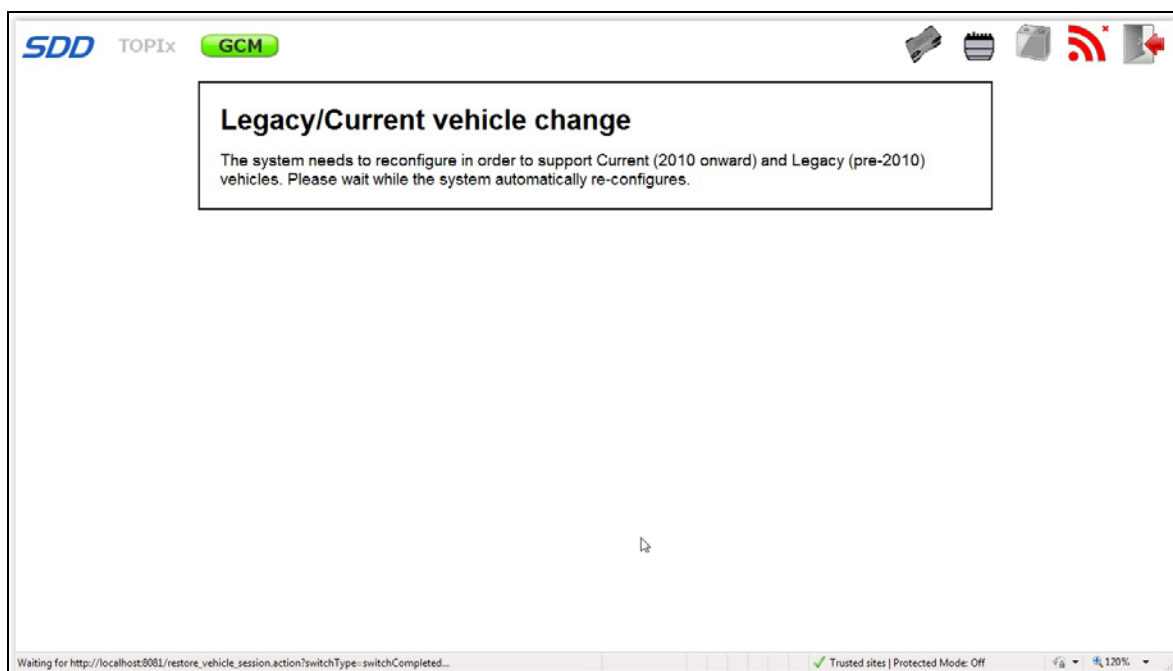 SDD TOPIx GCM
Legacy/Current vehicle change
The system needs to reconfigure in order to support Current (2010 onward) and Legacy (pre-2010)
vehicles. Please wait while the system automatically re-configures.
Waiting for http://localhost:8081/restore_vehicle_session.action?switchType=switchCompleted... Trusted sites | Protected Mode: Off 120%